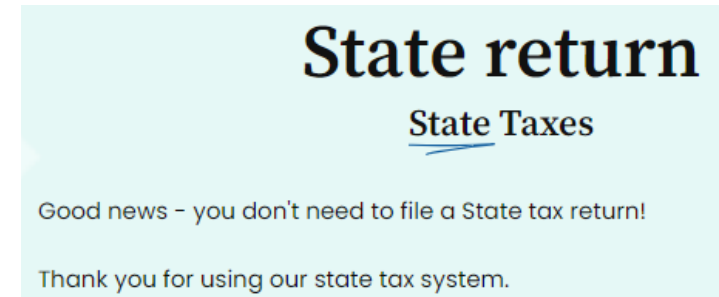 State return
State Taxes
Good news - you don't need to file a State tax return!
Thank you for using our state tax system.